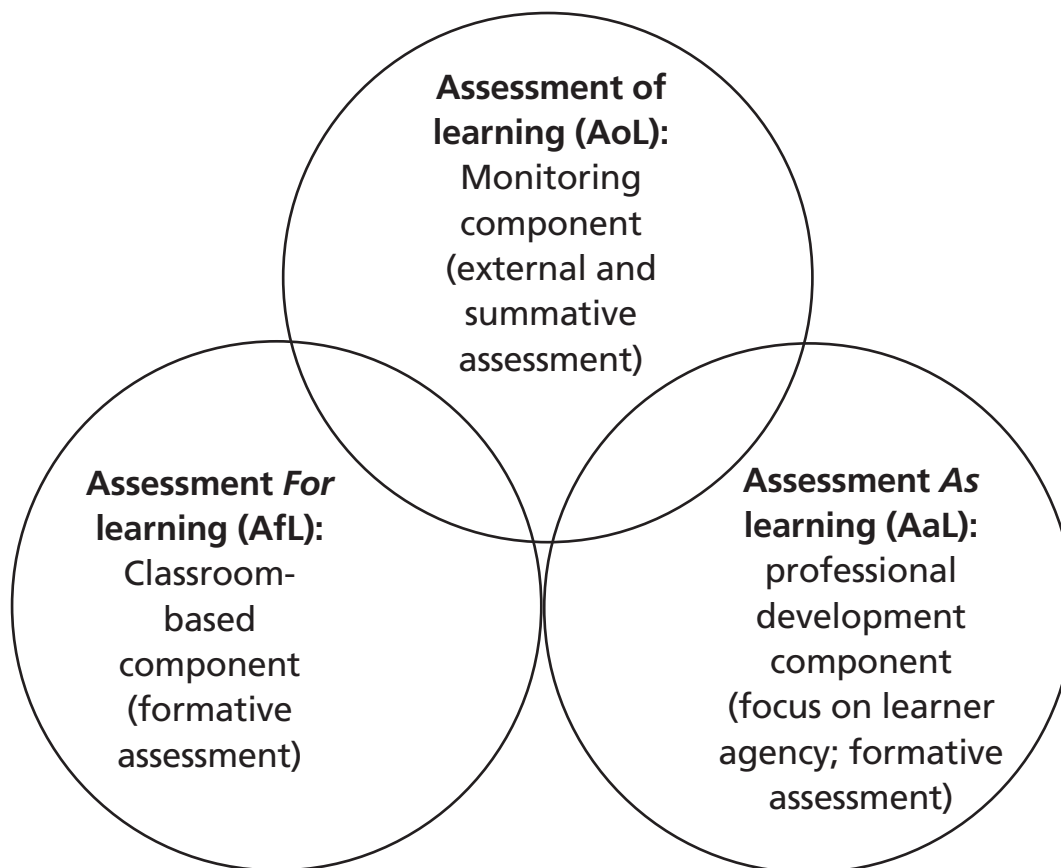 Assessment of
learning (AoL):
Monitoring
component
(external and
summative
assessment)
Assessment For
learning (AfL):
Classroom-
based
component
(formative
assessment)
Assessment As
learning (AaL):
professional
development
component
(focus on learner
agency; formative
assessment)